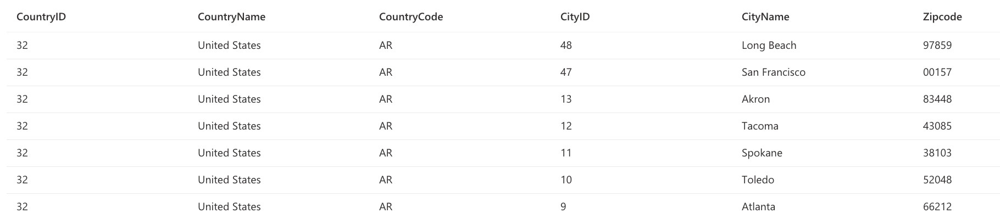 CountryID CountryName CountryCode CityID CityName Zipcode
32 United States AR 48 Long Beach 97859
32 United States AR 47 San Francisco 00157
32 United States AR 13 Akron 83448
32 United States AR 12 Tacoma 43085
32 United States AR 11 Spokane 38103
32 United States AR 10 Toledo 52048
32 United States AR 9 Atlanta 66212